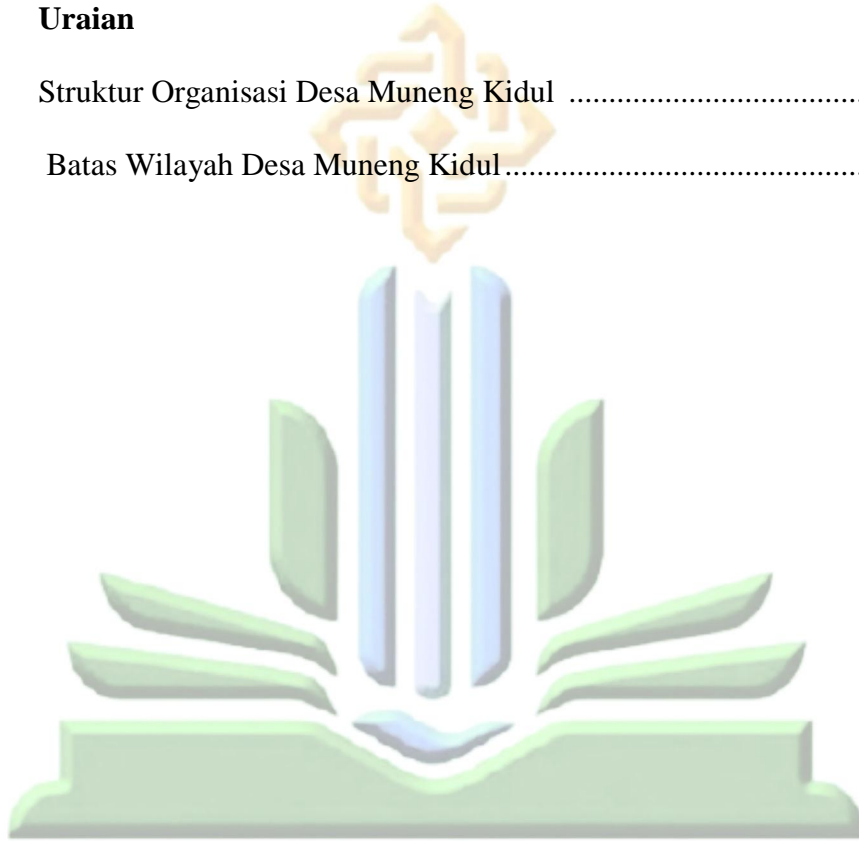 Uraian
Struktur Organisasi Desa Muneng Kidul ....................................
Batas Wilayah Desa Muneng Kidul............................................